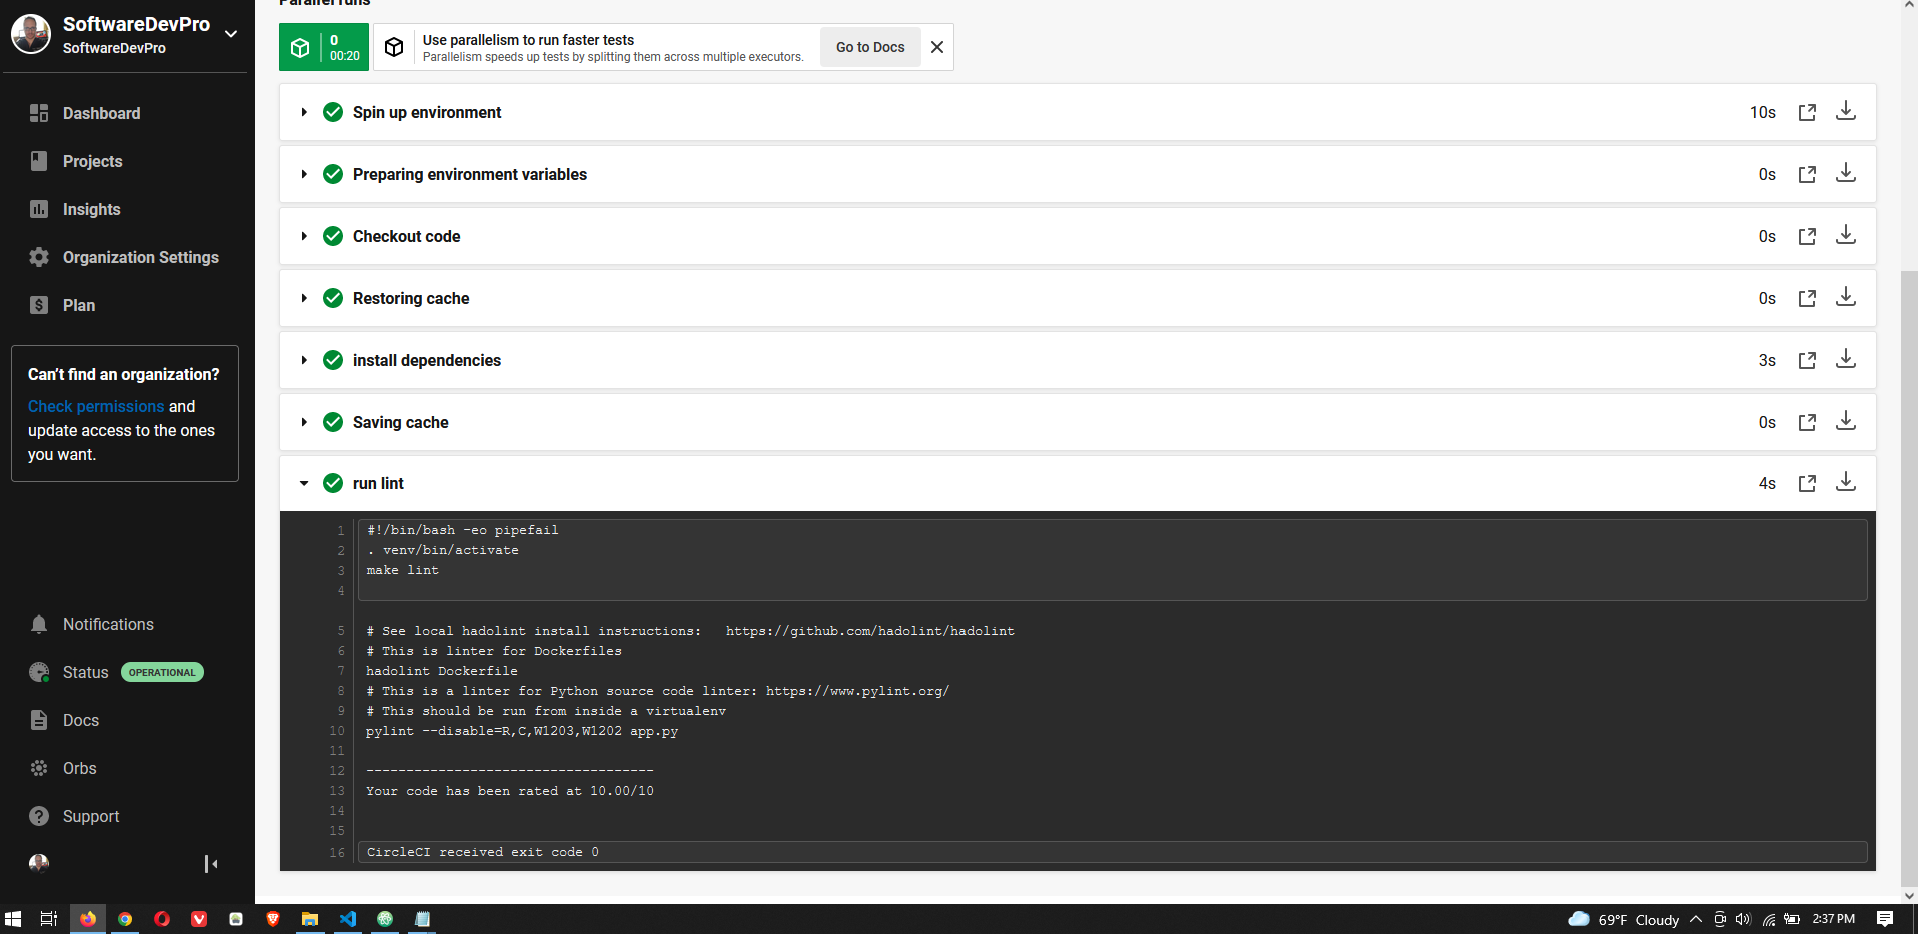 SoftwareDevPro
SoftwareDevPro
Dashboard
Projects
Insights
Organization Settings
Plan
Can't find an organization?
Check permissions and
update access to the ones
you want.
Notifications
Status OPERATIONAL
Docs
Orbs
Support
Parallel runs
0
00:20
Use parallelism to run faster tests
Parallelism speeds up tests by splitting them across multiple executors.
Go to Docs
Spin up environment 10s
Preparing environment variables 0s
Checkout code 0s
Restoring cache 0s
install dependencies 3s
Saving cache 0s
run lint 4s
1 #!/bin/bash -eo pipefail
2 . venv/bin/activate
3 make lint
4
5 # See local hadolint install instructions:   https://github.com/hadolint/hadolint
6 # This is linter for Dockerfiles
7 hadolint Dockerfile
8 # This is a linter for Python source code linter: https://www.pylint.org/
9 # This should be run from inside a virtualenv
10 pylint --disable=R,C,W1203,W1202 app.py
11
12 ------------------------------------
13 Your code has been rated at 10.00/10
14
15
16 CircleCI received exit code 0
69°F Cloudy 2:37 PM